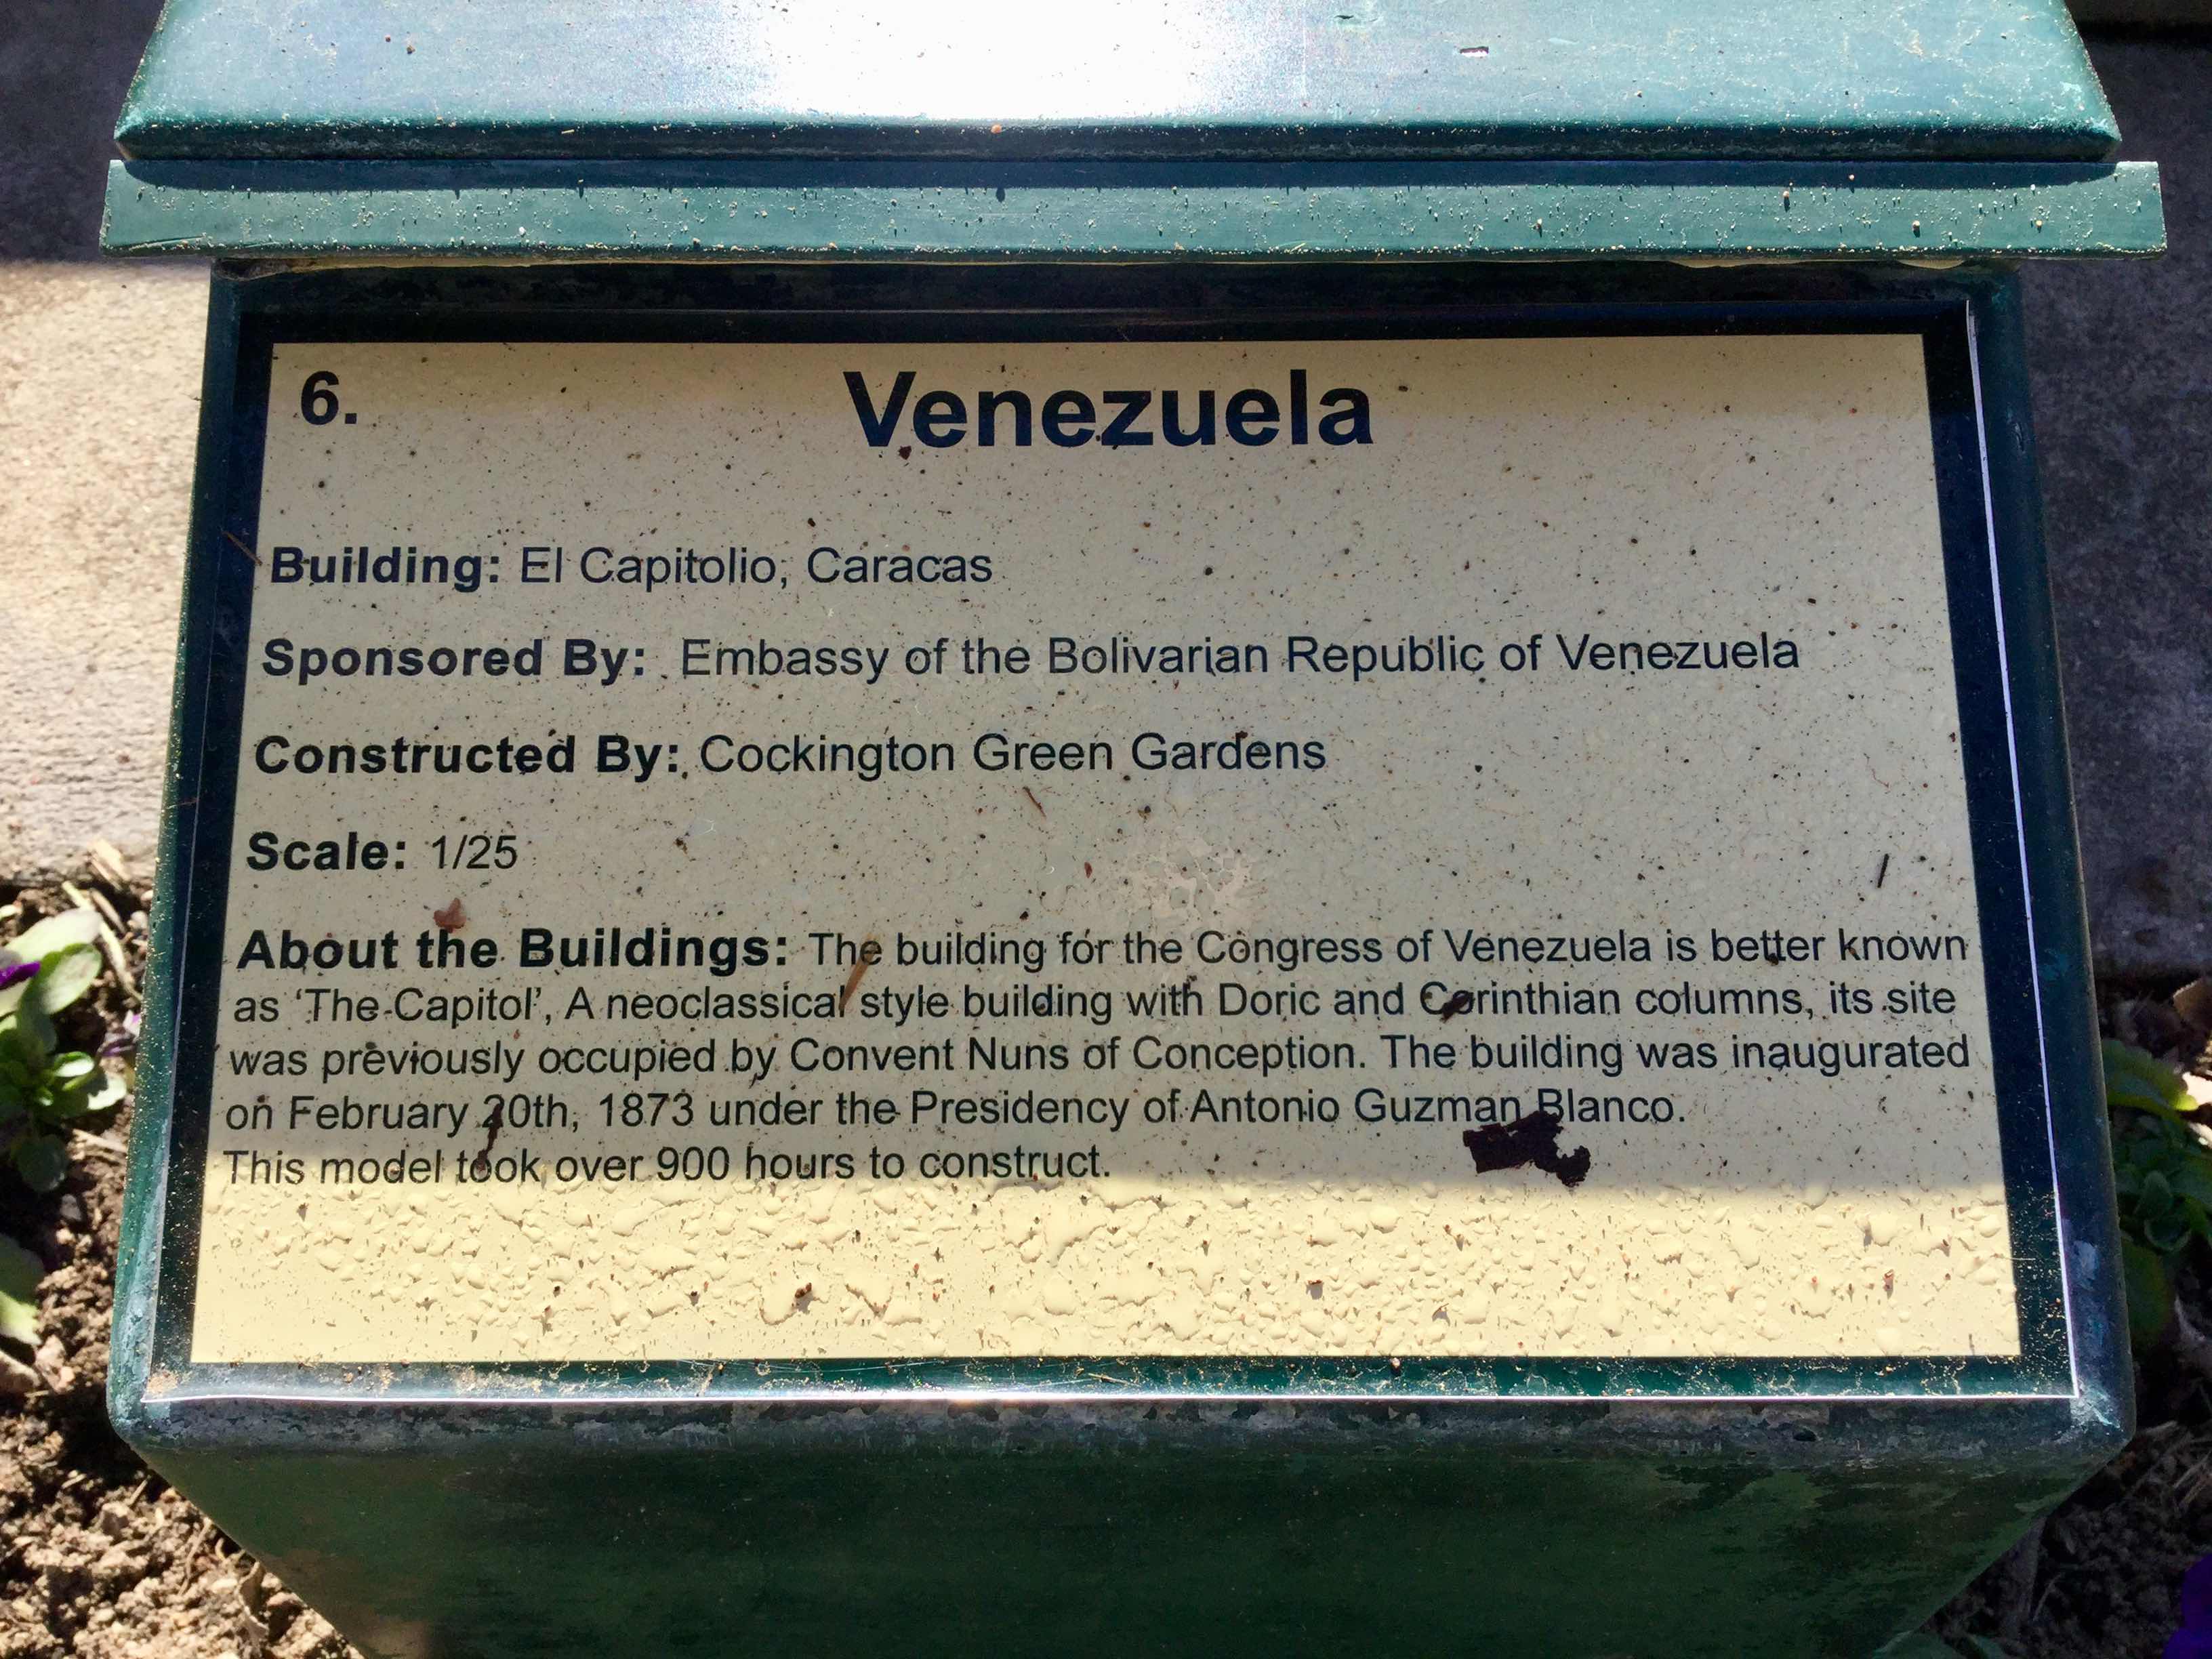 6.
Venezuela
Building: El Capitolio, Caracas
Sponsored By: Embassy of the Bolivarian Republic of Venezuela
Constructed By: Cockington Green Gardens
Scale: 1/25
About the Buildings: The building for the Congress of Venezuela is better known
as ‘The Capitol’, A neoclassical style building with Doric and Corinthian columns, its site
was previously occupied by Convent Nuns of Conception. The building was inaugurated
on February 20th, 1873 under the Presidency of Antonio Guzman Blanco.
This model took over 900 hours to construct.